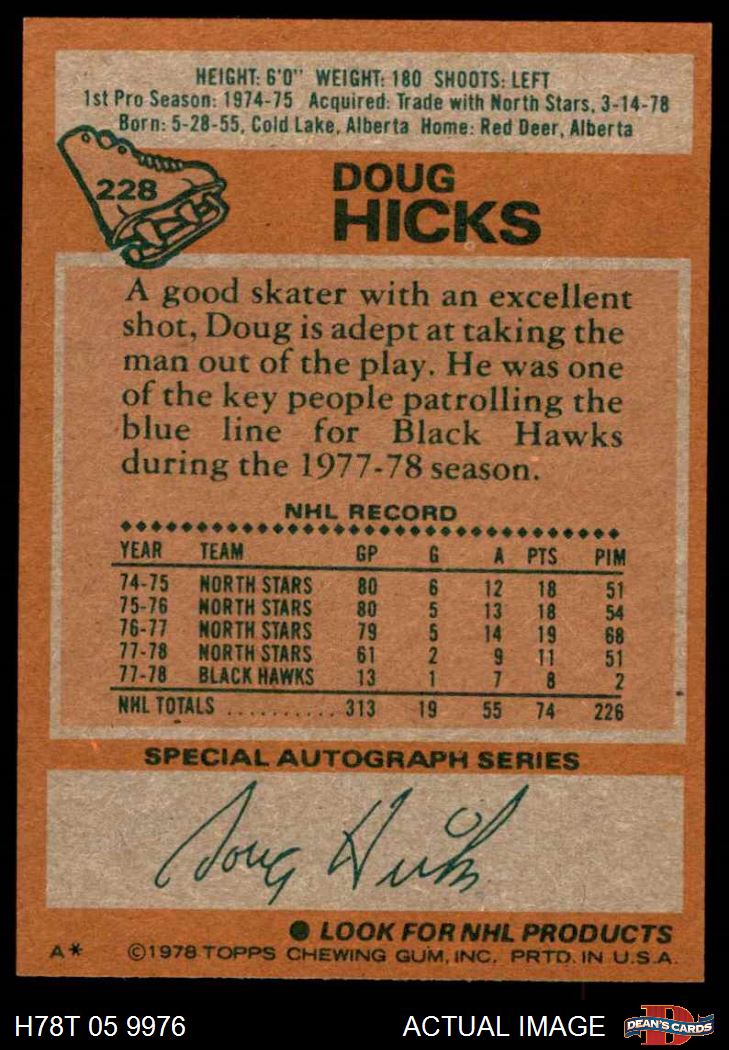 HEIGHT: 6'0" WEIGHT: 180 SHOOTS: LEFT
1st Pro Season: 1974-75 Acquired: Trade with North Stars, 3-14-78
Born: 5-28-55, Cold Lake, Alberta Home: Red Deer, Alberta
228
DOUG
HICKS
A good skater with an excellent
shot, Doug is adept at taking the
man out of the play. He was one
of the key people patrolling the
blue line for Black Hawks
during the 1977-78 season.
NHL RECORD
YEAR TEAM GP G A PTS PIM
74-75 NORTH STARS 80 6 12 18 51
75-76 NORTH STARS 80 5 13 18 54
76-77 NORTH STARS 79 5 14 19 68
77-78 NORTH STARS 61 2 9 11 51
77-78 BLACK HAWKS 13 1 7 8 2
NHL TOTALS .......... 313 19 55 74 226
SPECIAL AUTOGRAPH SERIES
Doug Hicks
● LOOK FOR NHL PRODUCTS
A* ©1978 TOPPS CHEWING GUM, INC. PRTD. IN U.S.A.
H78T 05 9976 ACTUAL IMAGE DEAN'S CARDS